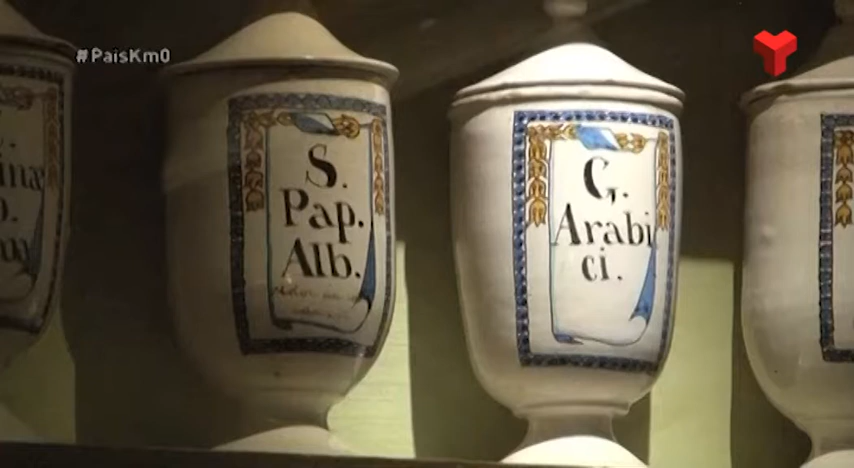 #PaisKm0
S.
Pap.
Alb.
G.
Arabi
ci.